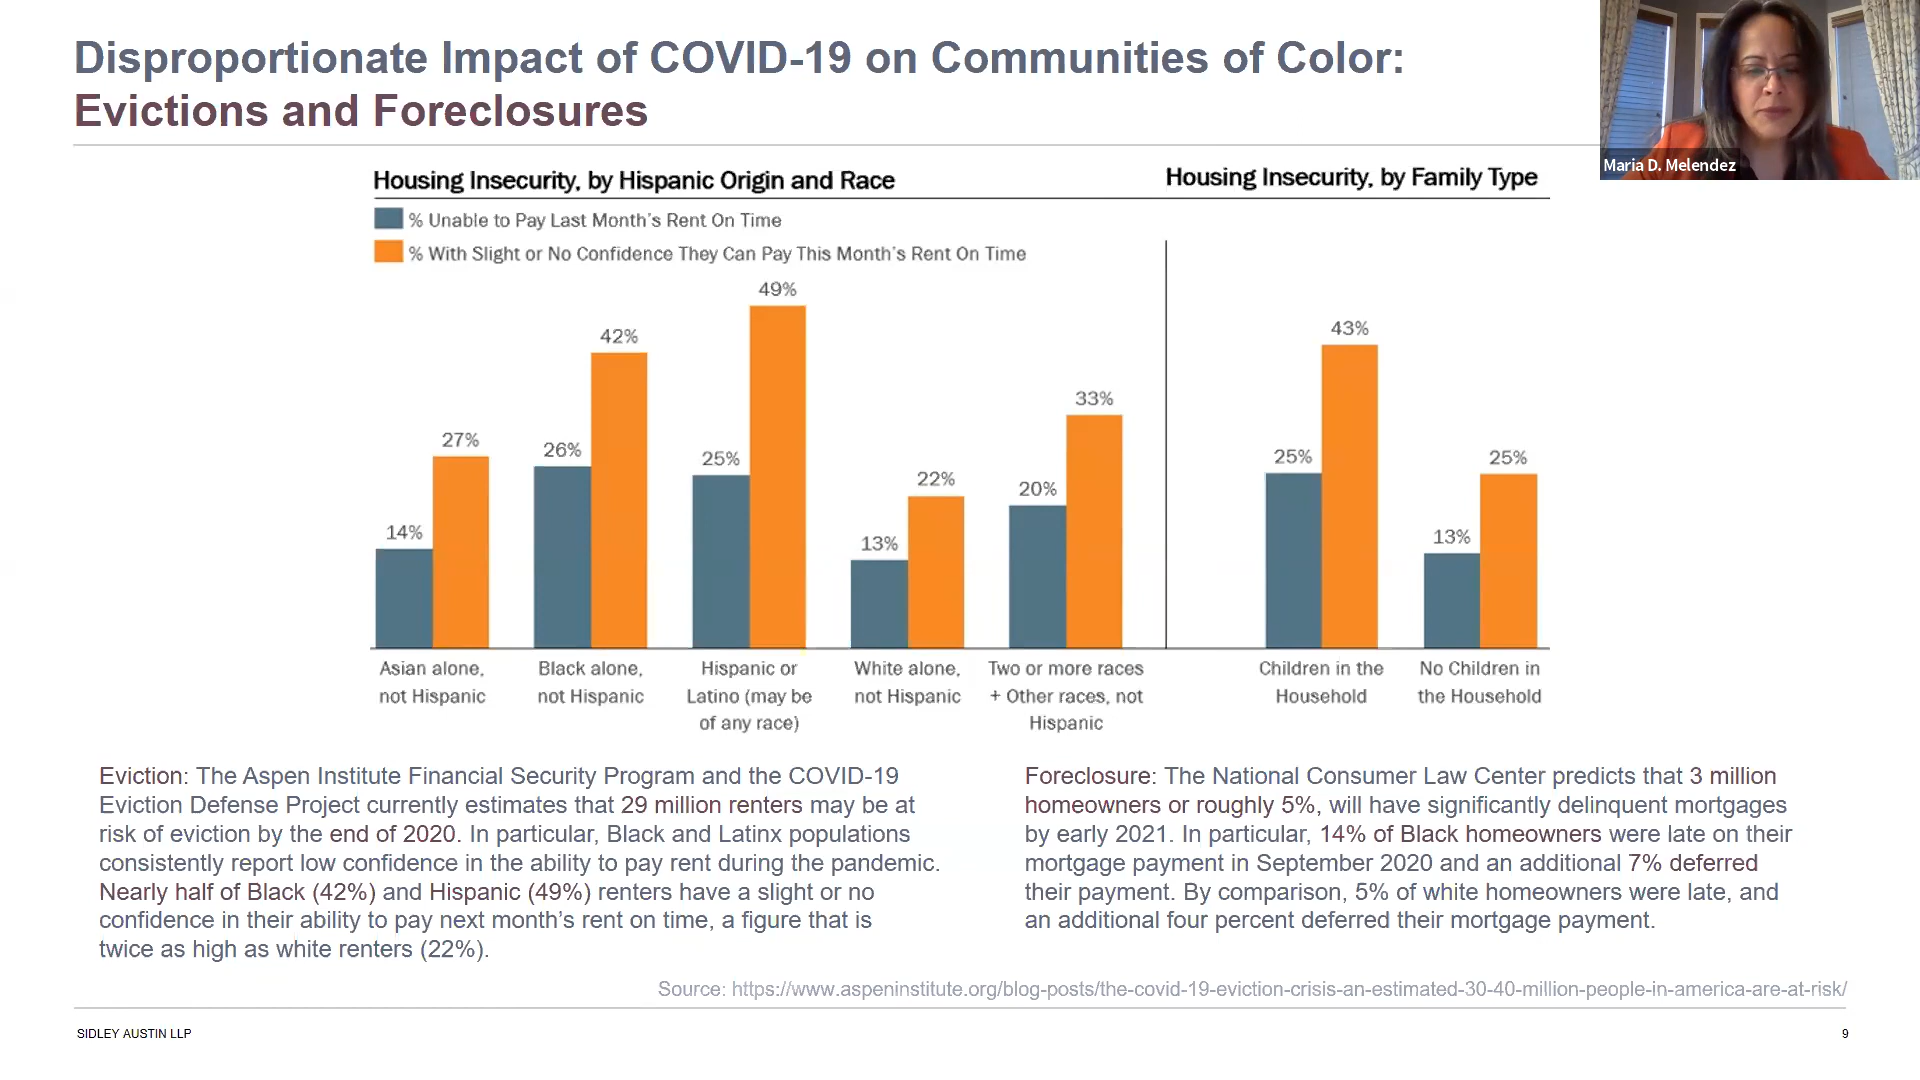 Disproportionate Impact of COVID-19 on Communities of Color:
Evictions and Foreclosures
Maria D. Melendez
Housing Insecurity, by Hispanic Origin and Race
% Unable to Pay Last Month's Rent On Time
% With Slight or No Confidence They Can Pay This Month's Rent On Time
14%
27%
26%
42%
25%
49%
13%
22%
20%
33%
Asian alone,
not Hispanic
Black alone,
not Hispanic
Hispanic or
Latino (may be
of any race)
White alone,
not Hispanic
Two or more races
+ Other races, not
Hispanic
Housing Insecurity, by Family Type
25%
43%
13%
25%
Children in the
Household
No Children in
the Household
Eviction: The Aspen Institute Financial Security Program and the COVID-19
Eviction Defense Project currently estimates that 29 million renters may be at
risk of eviction by the end of 2020. In particular, Black and Latinx populations
consistently report low confidence in the ability to pay rent during the pandemic.
Nearly half of Black (42%) and Hispanic (49%) renters have a slight or no
confidence in their ability to pay next month's rent on time, a figure that is
twice as high as white renters (22%).
Foreclosure: The National Consumer Law Center predicts that 3 million
homeowners or roughly 5%, will have significantly delinquent mortgages
by early 2021. In particular, 14% of Black homeowners were late on their
mortgage payment in September 2020 and an additional 7% deferred
their payment. By comparison, 5% of white homeowners were late, and
an additional four percent deferred their mortgage payment.
Source: https://www.aspeninstitute.org/blog-posts/the-covid-19-eviction-crisis-an-estimated-30-40-million-people-in-america-are-at-risk/
SIDLEY AUSTIN LLP
9